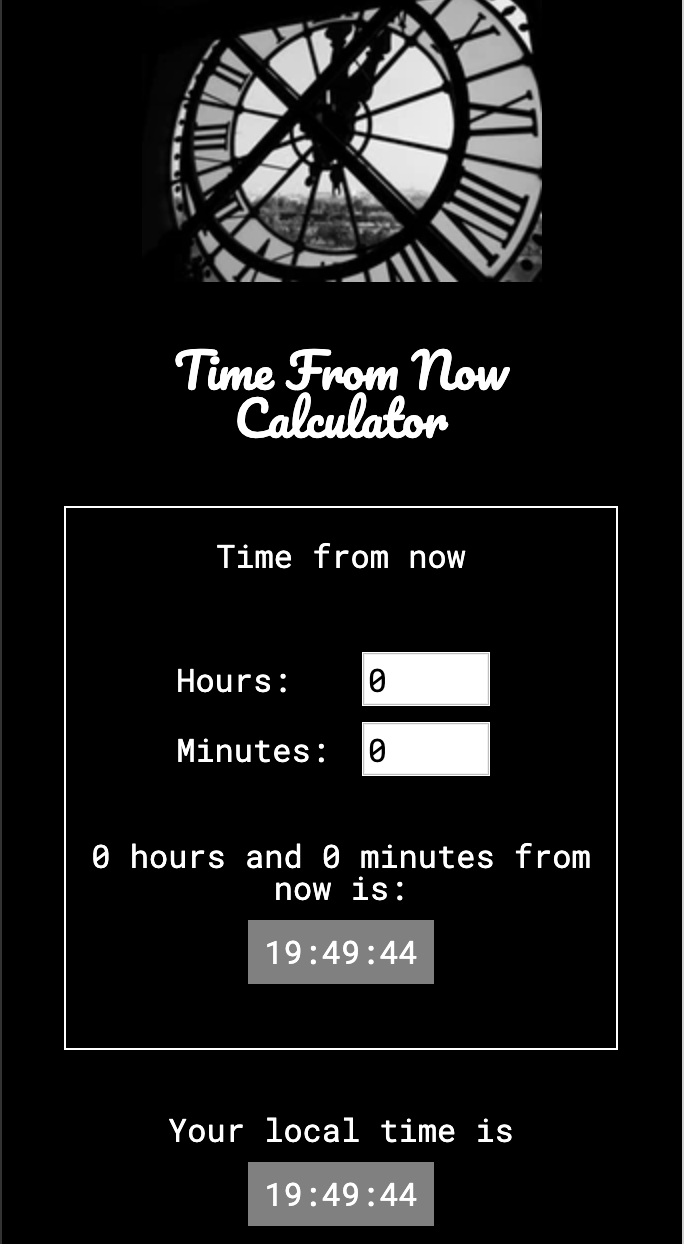 Time From Now
Calculator
Time from now
Hours: 0
Minutes: 0
0 hours and 0 minutes from
now is:
19:49:44
Your local time is
19:49:44